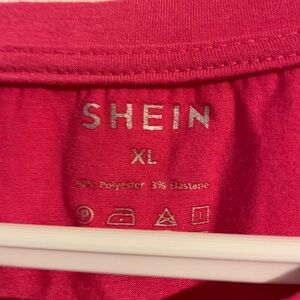 SHEIN
XL
Polyester 3% Elastane
P